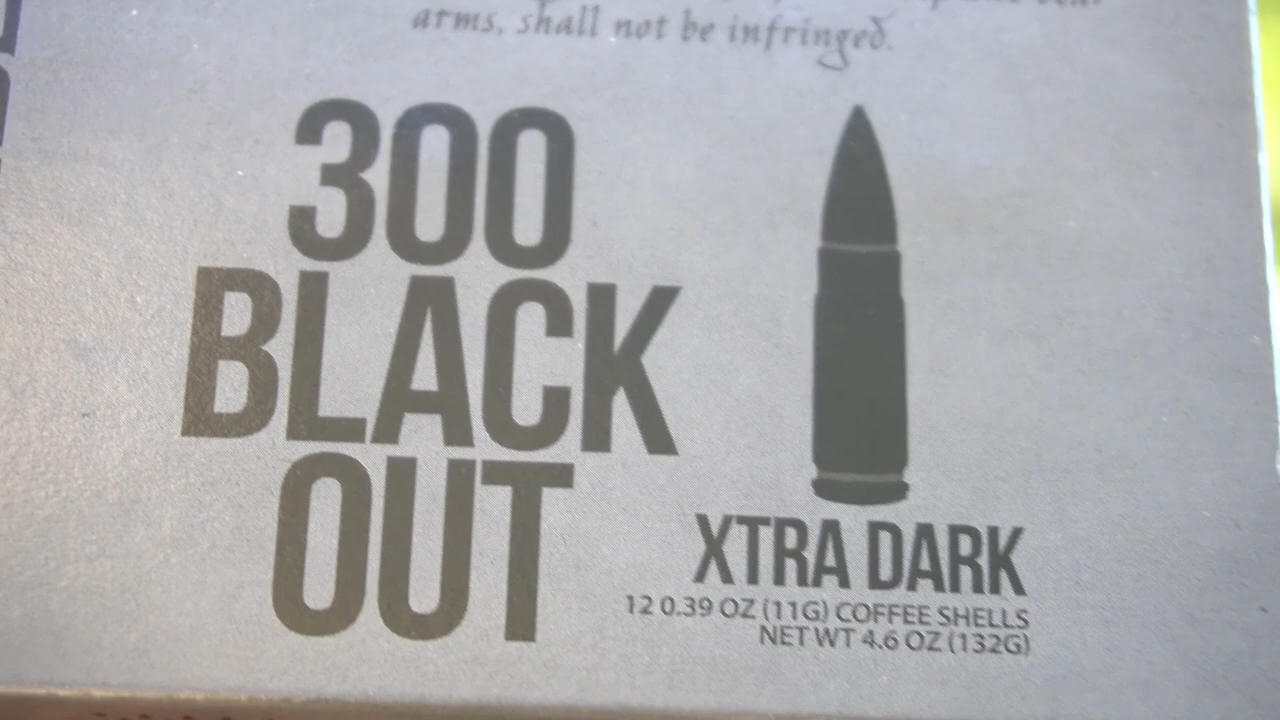 arms, shall not be infringed.
300
BLACK
OUT
XTRA DARK
12 0.39 OZ (11G) COFFEE SHELLS
NET WT 4.6 OZ (132G)